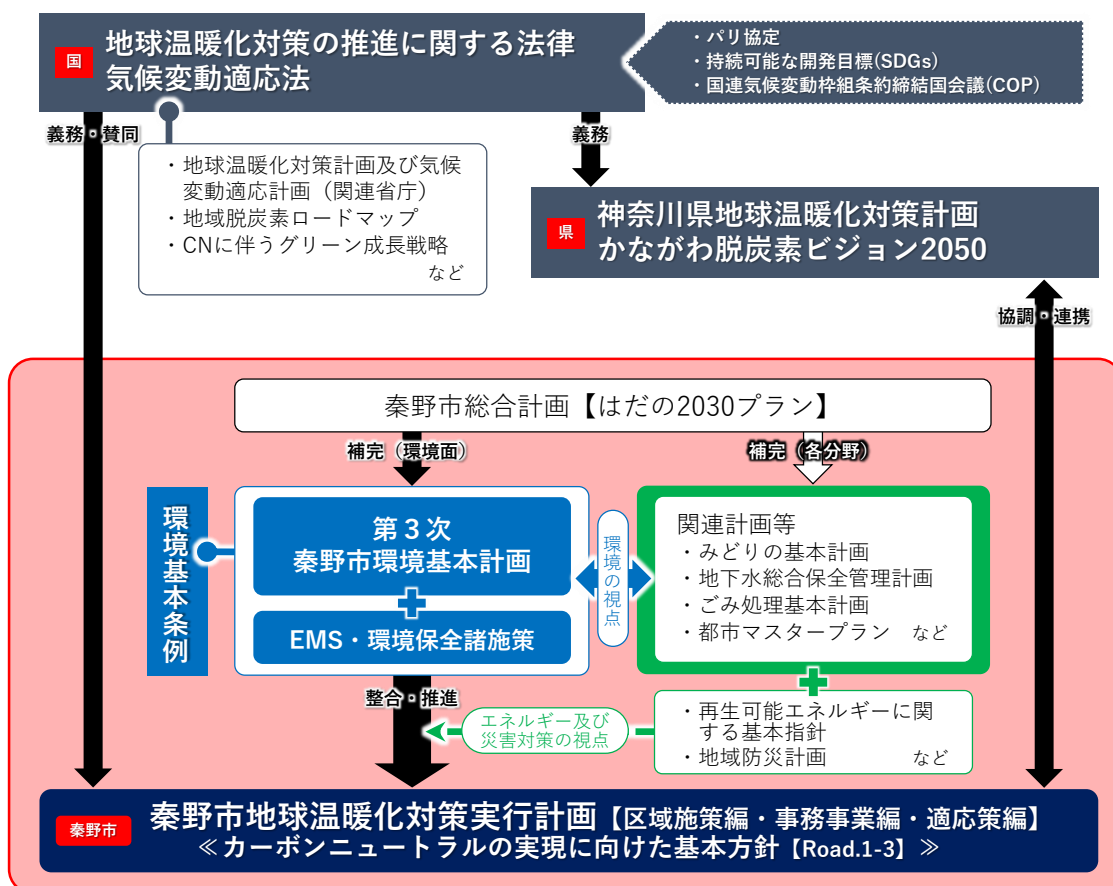 国
地球温暖化対策の推進に関する法律
気候変動適応法
・パリ協定
・持続可能な開発目標(SDGs)
・国連気候変動枠組条約締結国会議(COP)
義務・賛同
義務
・地球温暖化対策計画及び気候
変動適応計画（関連省庁）
・地域脱炭素ロードマップ
・CNに伴うグリーン成長戦略
など
県
神奈川県地球温暖化対策計画
かながわ脱炭素ビジョン2050
協調・連携
秦野市総合計画【はだの2030プラン】
補完（環境面）
補完（各分野）
環境基本条例
第３次
秦野市環境基本計画
EMS・環境保全諸施策
環境の視点
関連計画等
・みどりの基本計画
・地下水総合保全管理計画
・ごみ処理基本計画
・都市マスタープラン　など
整合・推進
エネルギー及び
災害対策の視点
・再生可能エネルギーに関
する基本指針
・地域防災計画　など
秦野市
秦野市地球温暖化対策実行計画【区域施策編・事務事業編・適応策編】
≪カーボンニュートラルの実現に向けた基本方針【Road.1-3】≫